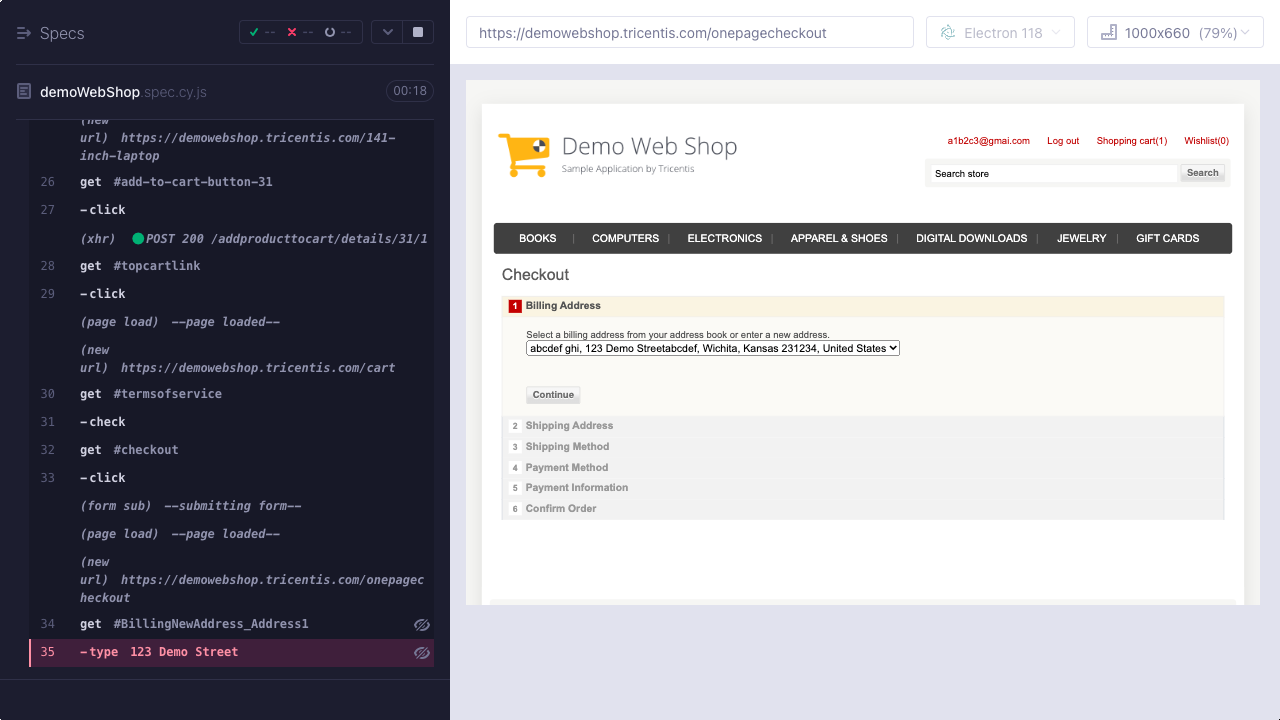 Specs
-- -- --
demoWebShop.spec.cy.js 00:18
(new
url) https://demowebshop.tricentis.com/141-
inch-laptop
26 get #add-to-cart-button-31
27 -click
(xhr) POST 200 /addproducttocart/details/31/1
28 get #topcartlink
29 -click
(page load) --page loaded--
(new
url) https://demowebshop.tricentis.com/cart
30 get #termsofservice
31 -check
32 get #checkout
33 -click
(form sub) --submitting form--
(page load) --page loaded--
(new
url) https://demowebshop.tricentis.com/onepagec
heckout
34 get #BillingNewAddress_Address1
35 -type 123 Demo Street
https://demowebshop.tricentis.com/onepagecheckout
Electron 118
1000x660 (79%)
Demo Web Shop
Sample Application by Tricentis
a1b2c3@gmai.com Log out Shopping cart(1) Wishlist(0)
Search store Search
BOOKS | COMPUTERS | ELECTRONICS | APPAREL & SHOES | DIGITAL DOWNLOADS | JEWELRY | GIFT CARDS
Checkout
1 Billing Address
Select a billing address from your address book or enter a new address.
abcdef ghi, 123 Demo Streetabcdef, Wichita, Kansas 231234, United States
Continue
2 Shipping Address
3 Shipping Method
4 Payment Method
5 Payment Information
6 Confirm Order